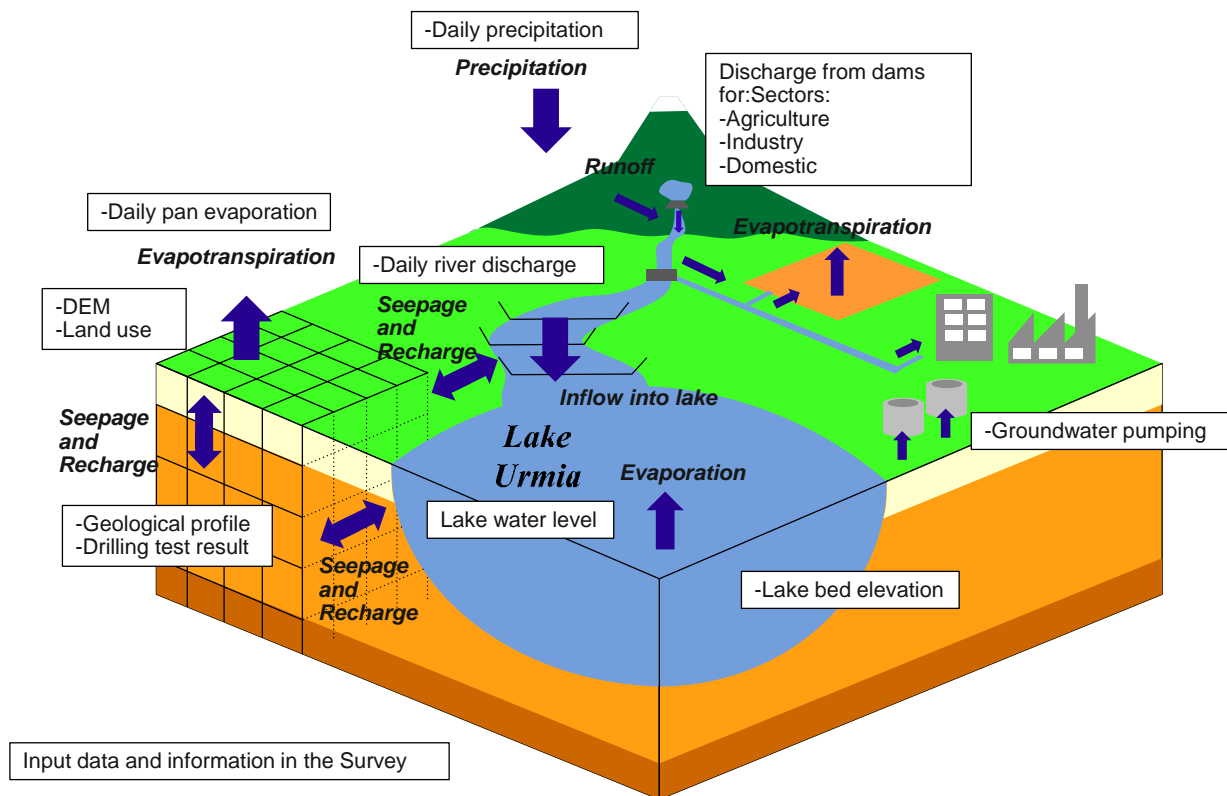 -Daily precipitation
Precipitation
Discharge from dams
for:Sectors:
-Agriculture
-Industry
-Domestic
Runoff
-Daily pan evaporation
Evapotranspiration
Evapotranspiration
-Daily river discharge
-DEM
-Land use
Seepage
and
Recharge
Inflow into lake
Seepage
and
Recharge
Lake
Urmia
-Groundwater pumping
Evaporation
-Geological profile
-Drilling test result
Lake water level
Seepage
and
Recharge
-Lake bed elevation
Input data and information in the Survey